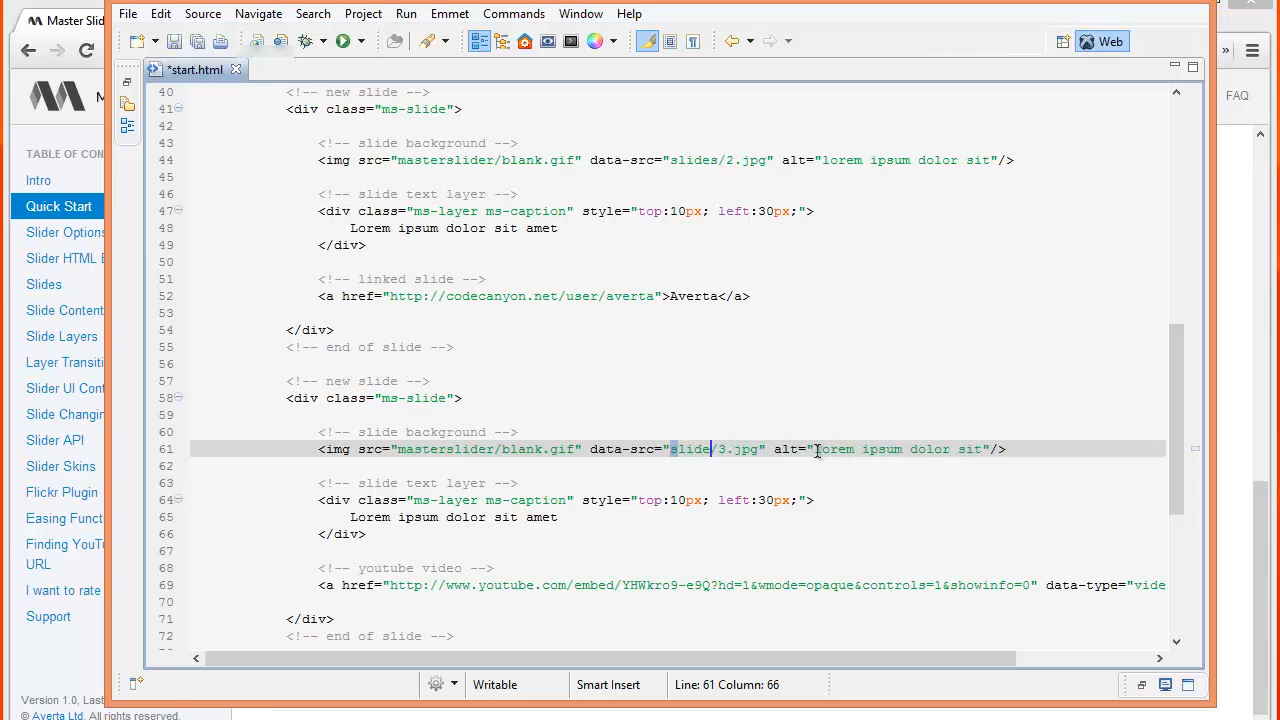 Master Slid
File Edit Source Navigate Search Project Run Emmet Commands Window Help
Web
*start.html
M
FAQ
TABLE OF CON
Intro
Quick Start
Slider Options
Slider HTML E
Slides
Slide Content
Slide Layers
Layer Transiti
Slider UI Cont
Slide Changin
Slider API
Slider in tab
Flickr Plugin
Easing Functi
Finding YouTu
URL
I want to rate
Support
Version 1.0, Last
© Averta Ltd. All rights reserved.
40 <!-- new slide -->
41 <div class="ms-slide">
42
43 <!-- slide background -->
44 <img src="masterslider/blank.gif" data-src="slides/2.jpg" alt="lorem ipsum dolor sit"/>
45
46 <!-- slide text layer -->
47 <div class="ms-layer ms-caption" style="top:10px; left:30px;">
48 Lorem ipsum dolor sit amet
49 </div>
50
51 <!-- linked slide -->
52 <a href="http://codecanyon.net/user/averta">Averta</a>
53
54 </div>
55 <!-- end of slide -->
56
57 <!-- new slide -->
58 <div class="ms-slide">
59
60 <!-- slide background -->
61 <img src="masterslider/blank.gif" data-src="slide/3.jpg" alt="lorem ipsum dolor sit"/>
62
63 <!-- slide text layer -->
64 <div class="ms-layer ms-caption" style="top:10px; left:30px;">
65 Lorem ipsum dolor sit amet
66 </div>
67
68 <!-- youtube video -->
69 <a href="http://www.youtube.com/embed/YHWkro9-e9Q?hd=1&wmode=opaque&controls=1&showinfo=0" data-type="vide
70
71 </div>
72 <!-- end of slide -->
Writable Smart Insert Line: 61 Column: 66